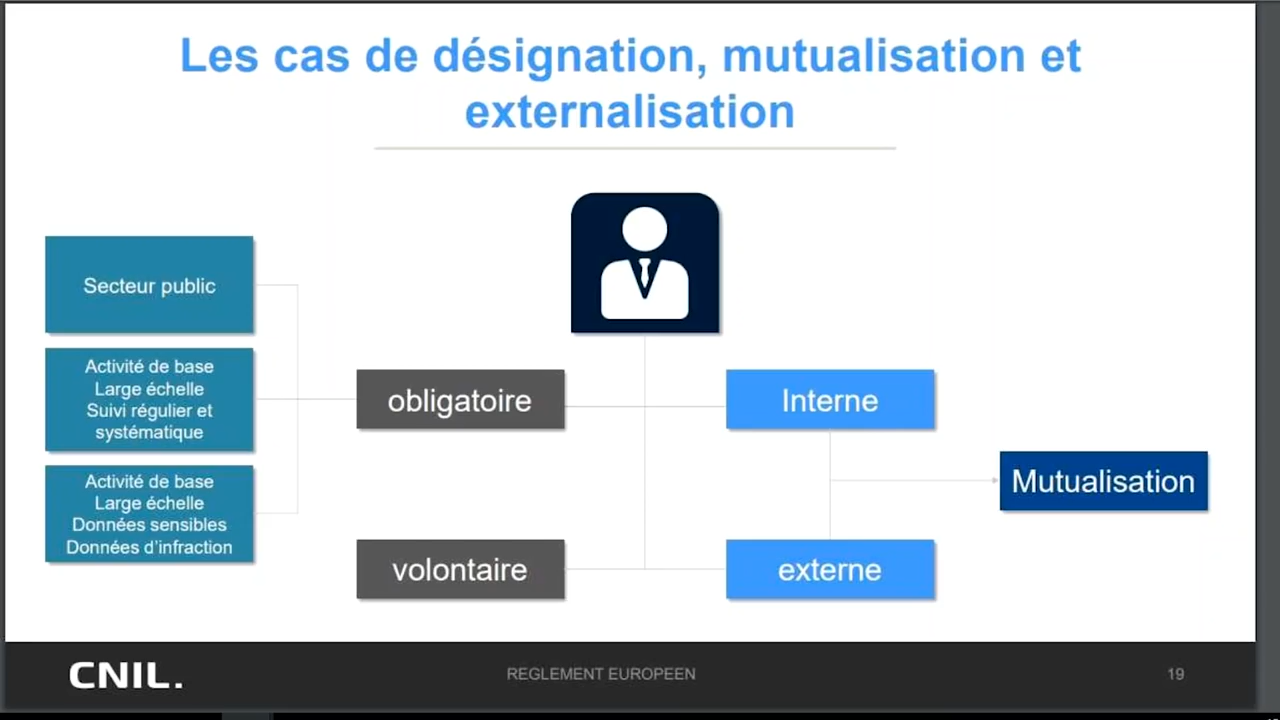 Les cas de désignation, mutualisation et
externalisation
Secteur public
Activité de base
Large échelle
Suivi régulier et
systématique
Activité de base
Large échelle
Données sensibles
Données d'infraction
obligatoire
volontaire
Interne
externe
Mutualisation
CNIL.
REGLEMENT EUROPEEN
19